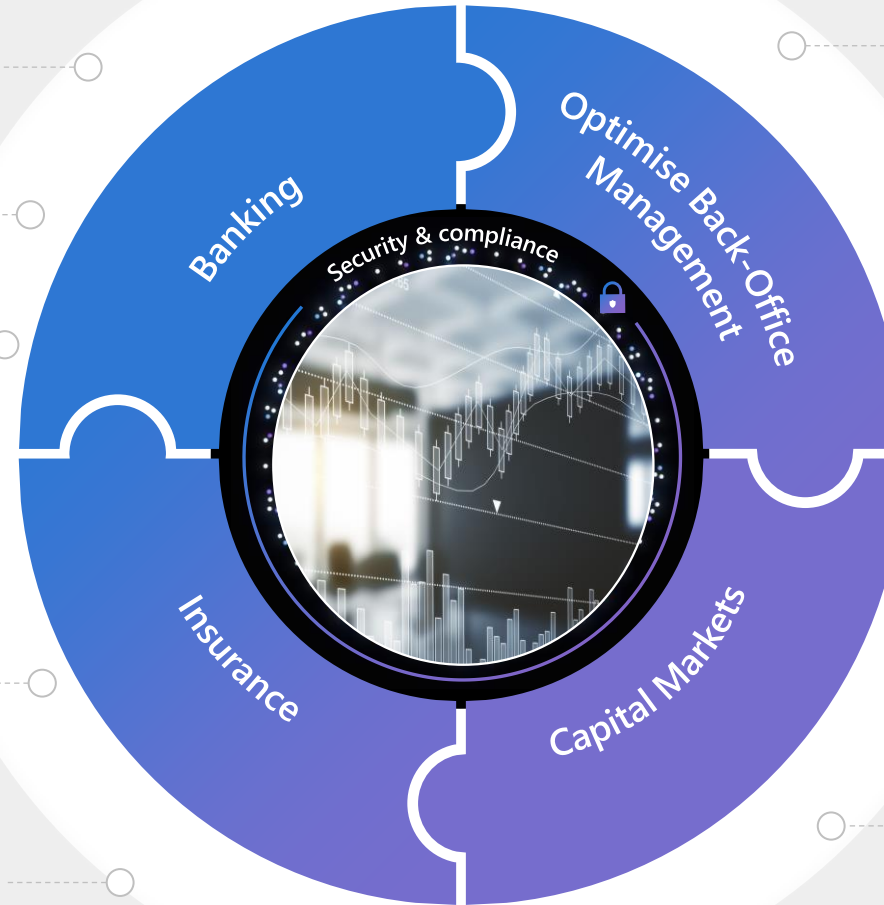 Banking
Optimise Back-Office
Management
Security & compliance
Insurance
Capital Markets